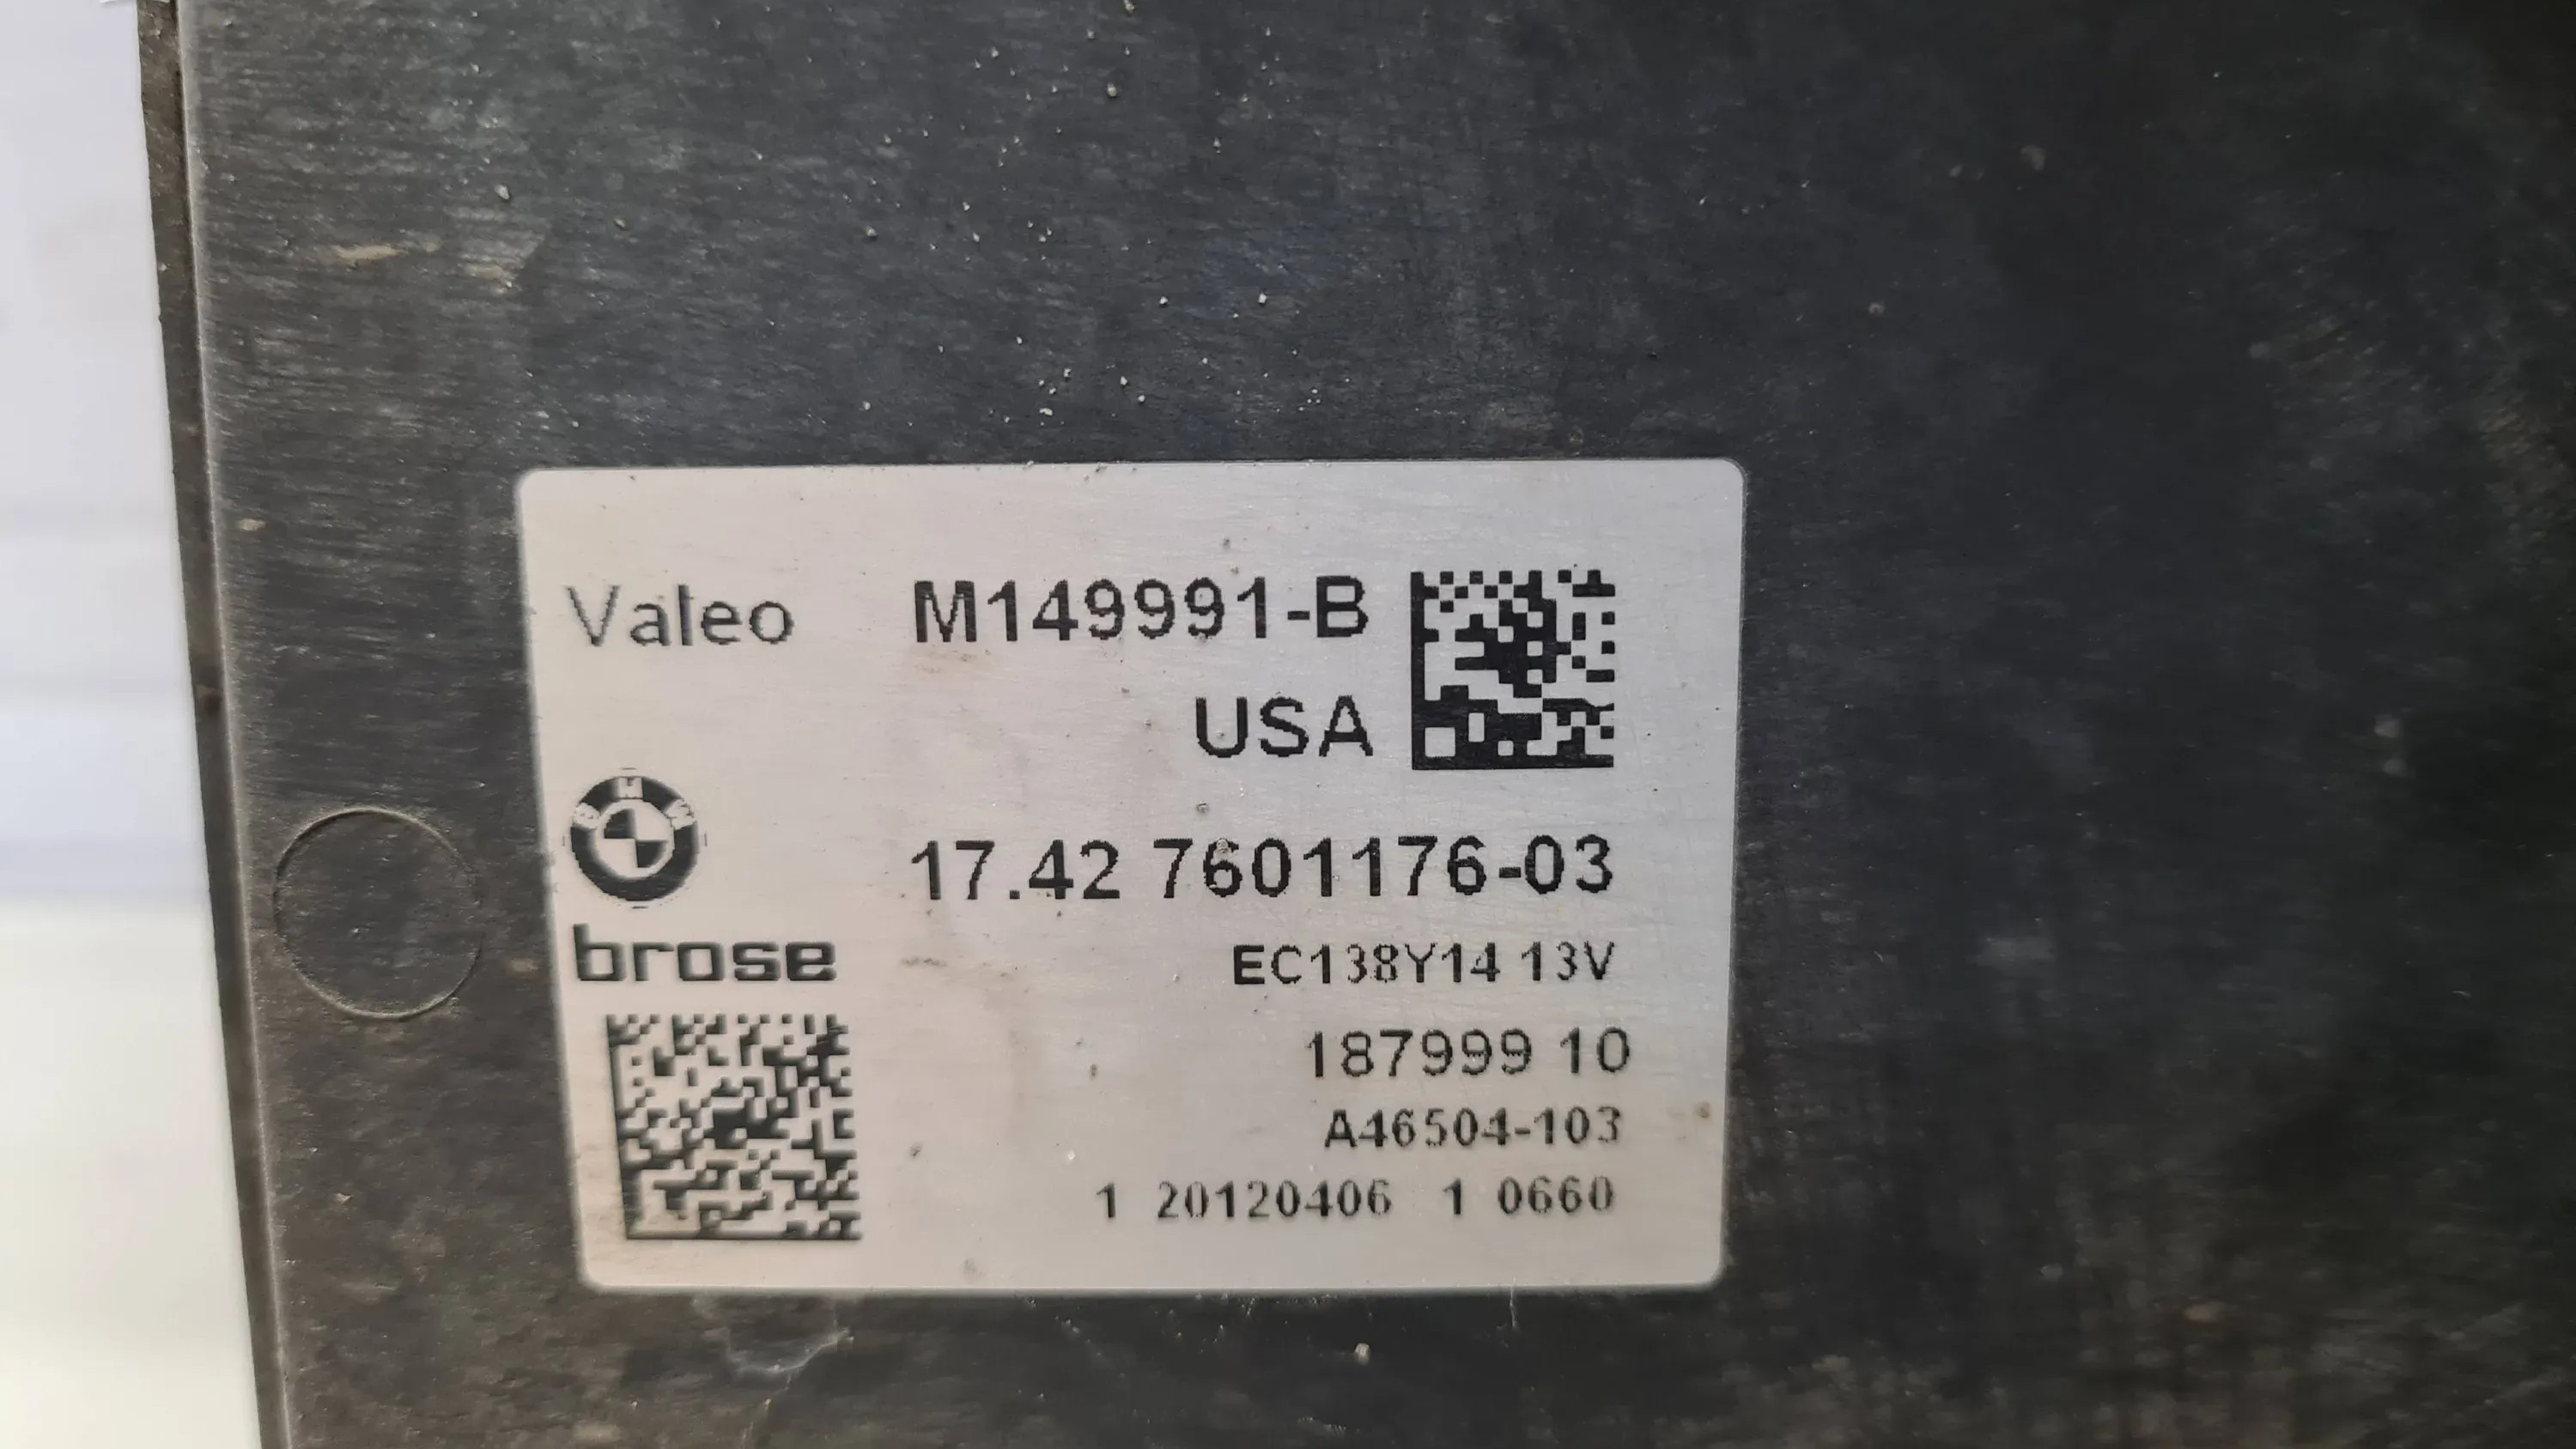 Valeo M149991-B
USA
BMW
17.42 7601176-03
brose
EC138Y14 13V
187999 10
A46504-103
1 20120406 1 0660